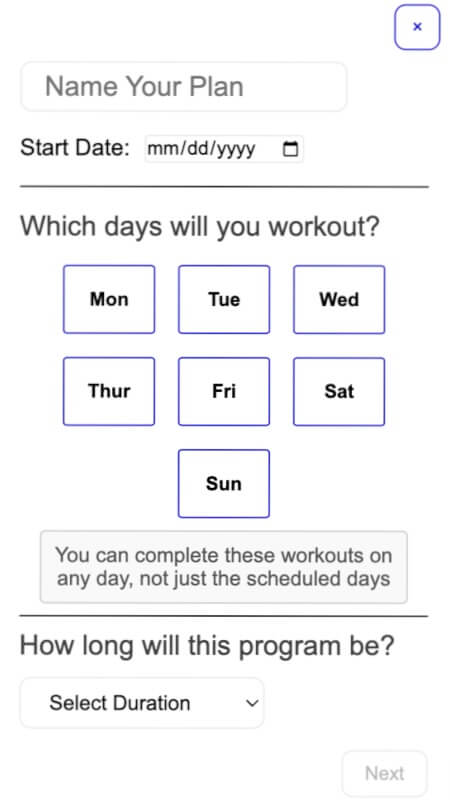 ×
Name Your Plan
Start Date: mm/dd/yyyy
Which days will you workout?
Mon Tue Wed
Thur Fri Sat
Sun
You can complete these workouts on
any day, not just the scheduled days
How long will this program be?
Select Duration
Next